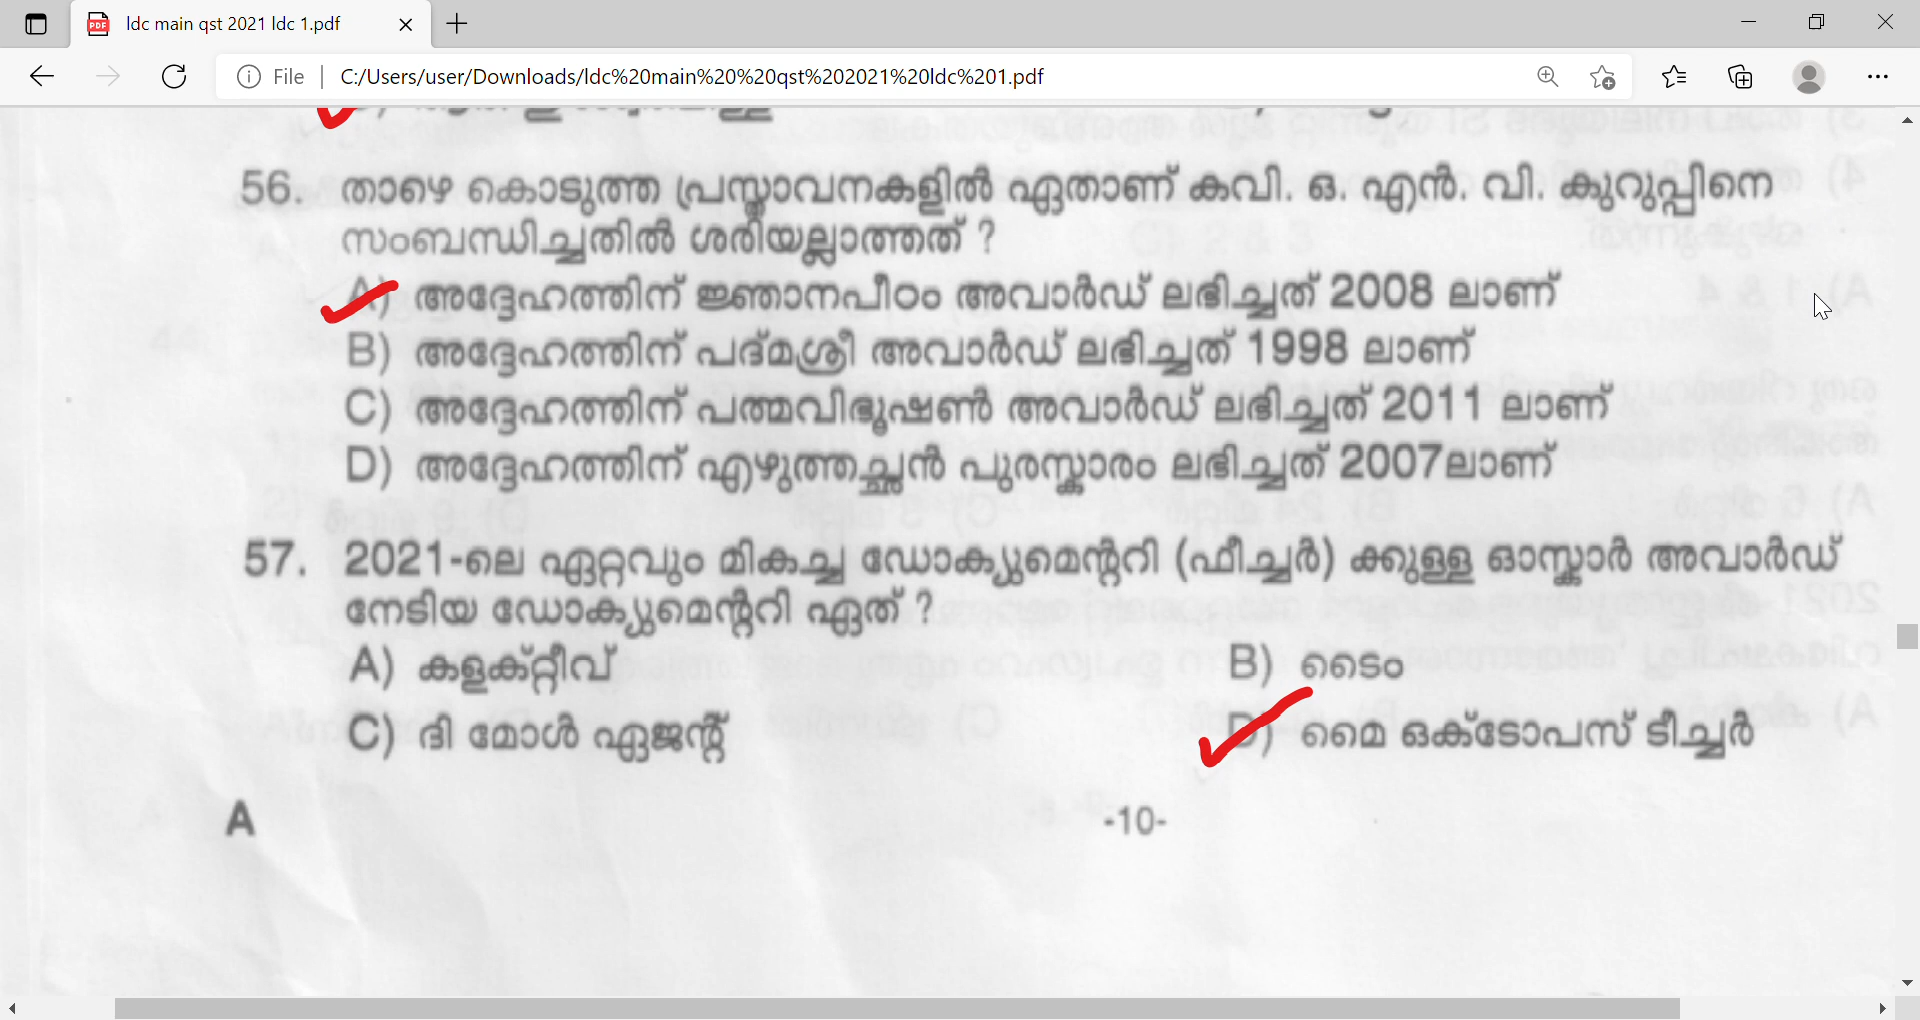 ldc main qst 2021 ldc 1.pdf
File | C:/Users/user/Downloads/ldc%20main%20%20qst%202021%20ldc%201.pdf
56. താഴെ കൊടുത്ത പ്രസ്താവനകളിൽ ഏതാണ് കവി. ഒ. എൻ. വി. കുറുപ്പിനെ
സംബന്ധിച്ചതിൽ ശരിയല്ലാത്തത് ?
A) അദ്ദേഹത്തിന് ജ്ഞാനപീഠം അവാർഡ് ലഭിച്ചത് 2008 ലാണ്
B) അദ്ദേഹത്തിന് പദ്മശ്രീ അവാർഡ് ലഭിച്ചത് 1998 ലാണ്
C) അദ്ദേഹത്തിന് പത്മവിഭൂഷൺ അവാർഡ് ലഭിച്ചത് 2011 ലാണ്
D) അദ്ദേഹത്തിന് എഴുത്തച്ഛൻ പുരസ്കാരം ലഭിച്ചത് 2007ലാണ്
57. 2021-ലെ ഏറ്റവും മികച്ച ഡോക്യുമെന്ററി (ഫീച്ചർ) ക്കുള്ള ഓസ്കാർ അവാർഡ്
നേടിയ ഡോക്യുമെന്ററി ഏത് ?
A) കളക്റ്റീവ് B) ടൈം
C) ദി മോൾ ഏജന്റ് D) മൈ ഒക്ടോപസ് ടീച്ചർ
A -10-